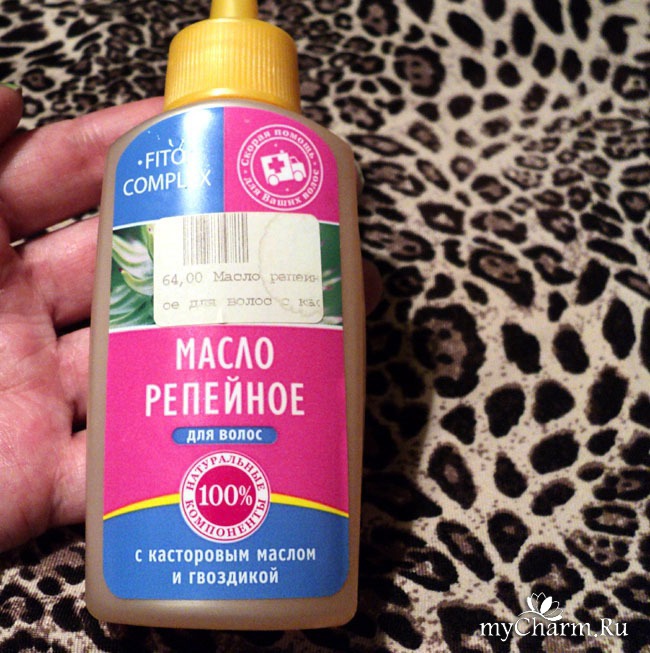 FITO
COMPLEX
Скорая помощь
для Ваших волос
64,00 Масло репейн
ое для волос с кас
МАСЛО
РЕПЕЙНОЕ
для волос
НАТУРАЛЬНЫЕ
100%
КОМПОНЕНТЫ
с касторовым маслом
и гвоздикой
myCharm.Ru